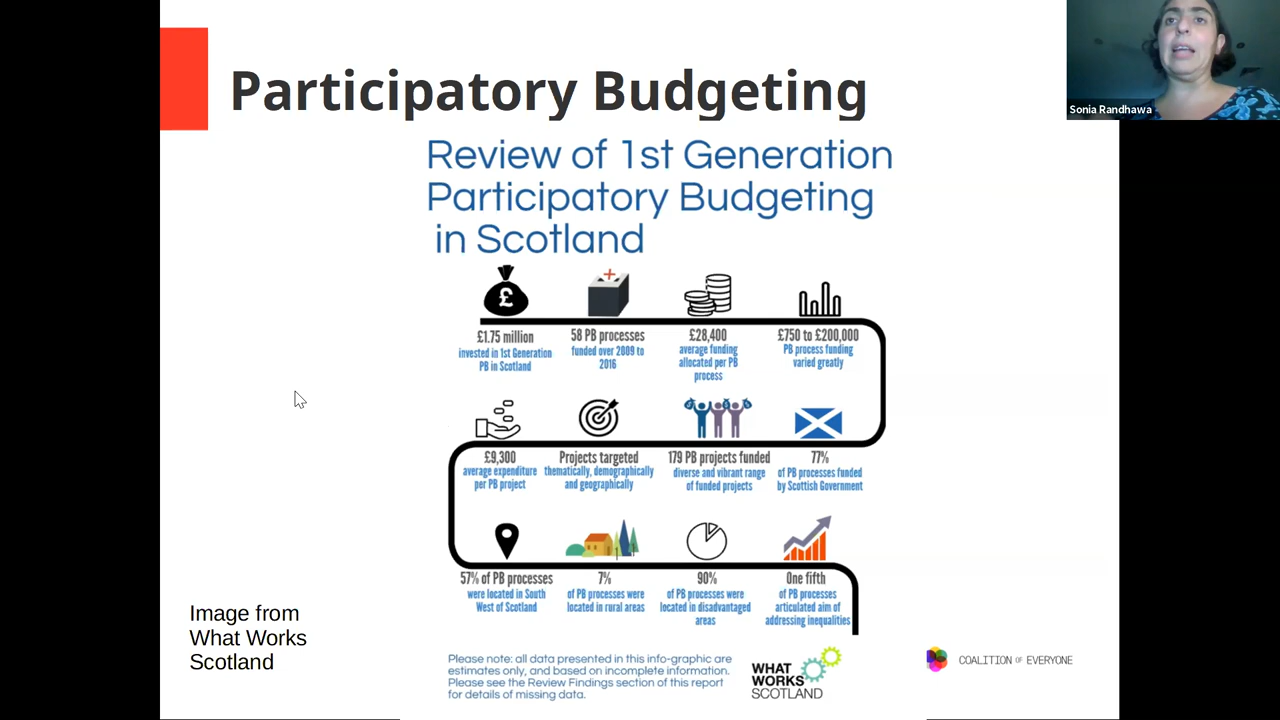 Participatory Budgeting
Sonia Randhawa
Review of 1st Generation
Participatory Budgeting
in Scotland
£
£1.75 million
invested in 1st Generation
PB in Scotland
58 PB processes
funded over 2009 to
2016
£28,400
average funding
allocated per PB
process
£750 to £200,000
PB process funding
varied greatly
£9,300
average expenditure
per PB project
Projects targeted
thematically, demographically
and geographically
179 PB projects funded
diverse and vibrant range
of funded projects
77%
of PB processes funded
by Scottish Government
57% of PB processes
were located in South
West of Scotland
7%
of PB processes were
located in rural areas
90%
of PB processes were
located in disadvantaged
areas
One fifth
of PB processes
articulated aim of
addressing inequalities
Image from
What Works
Scotland
Please note: all data presented in this info-graphic are
estimates only, and based on incomplete information.
Please see the Review Findings section of this report
for details of missing data.
WHAT
WORKS
SCOTLAND
COALITION OF EVERYONE